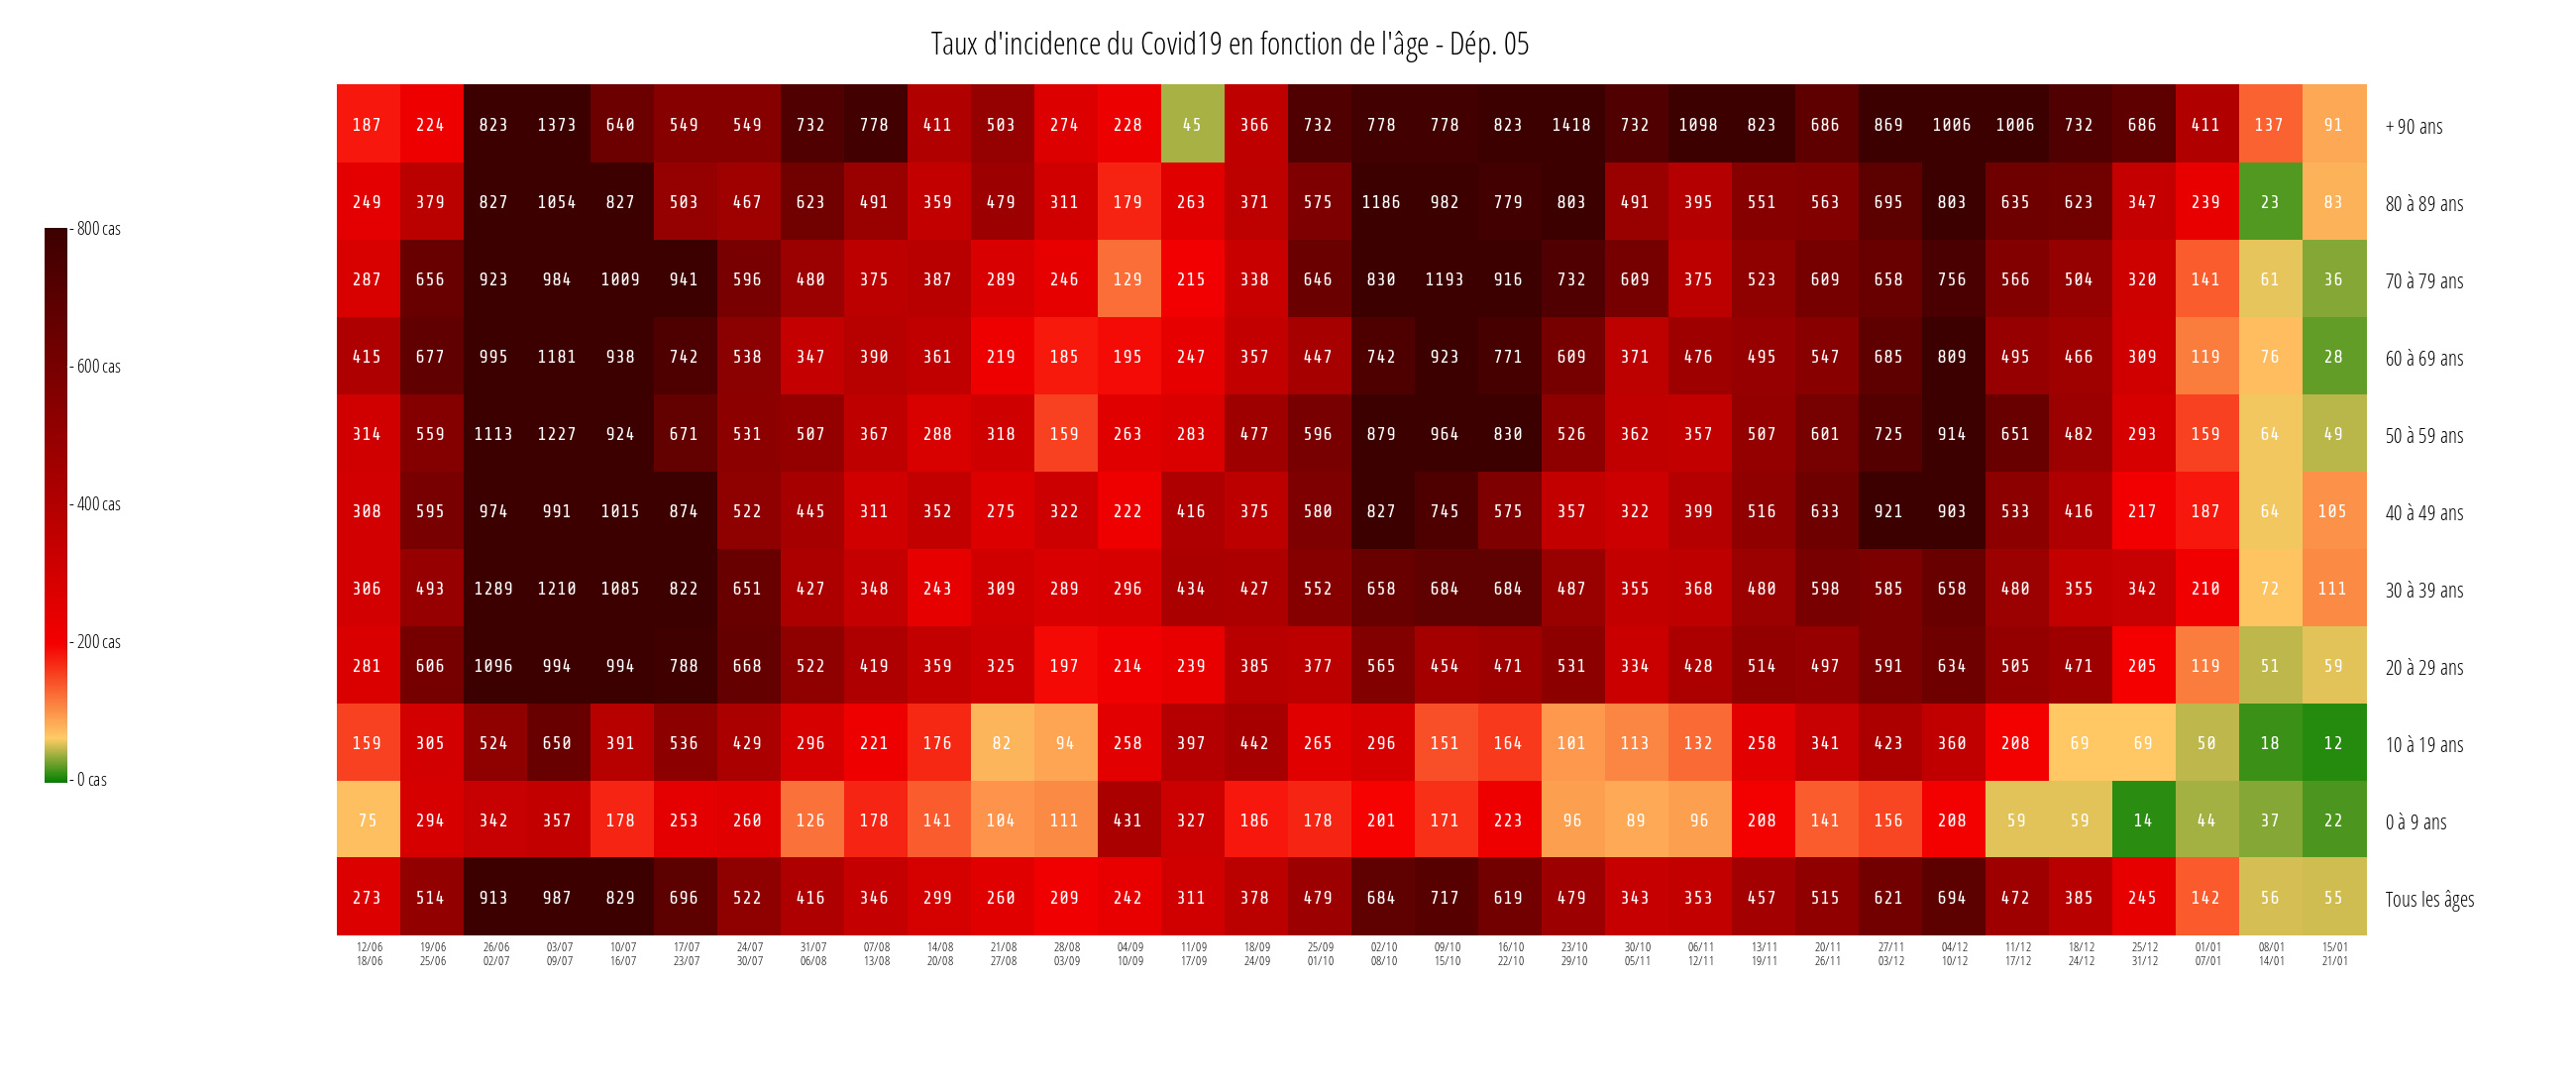 Taux d'incidence du Covid19 en fonction de l'âge - Dép. 05
- 800 cas
- 600 cas
- 400 cas
- 200 cas
- 0 cas
187 224 823 1373 640 549 549 732 778 411 503 274 228 45 366 732 778 778 823 1418 732 1098 823 686 869 1006 1006 732 686 411 137 91 + 90 ans
249 379 827 1054 827 503 467 623 491 359 479 311 179 263 371 575 1186 982 779 803 491 395 551 563 695 803 635 623 347 239 23 83 80 à 89 ans
287 656 923 984 1009 941 596 480 375 387 289 246 129 215 338 646 830 1193 916 732 609 375 523 609 658 756 566 504 320 141 61 36 70 à 79 ans
415 677 995 1181 938 742 538 347 390 361 219 185 195 247 357 447 742 923 771 609 371 476 495 547 685 809 495 466 309 119 76 28 60 à 69 ans
314 559 1113 1227 924 671 531 507 367 288 318 159 263 283 477 596 879 964 830 526 362 357 507 601 725 914 651 482 293 159 64 49 50 à 59 ans
308 595 974 991 1015 874 522 445 311 352 275 322 222 416 375 580 827 745 575 357 322 399 516 633 921 903 533 416 217 187 64 105 40 à 49 ans
306 493 1289 1210 1085 822 651 427 348 243 309 289 296 434 427 552 658 684 684 487 355 368 480 598 585 658 480 355 342 210 72 111 30 à 39 ans
281 606 1096 994 994 788 668 522 419 359 325 197 214 239 385 377 565 454 471 531 334 428 514 497 591 634 505 471 205 119 51 59 20 à 29 ans
159 305 524 650 391 536 429 296 221 176 82 94 258 397 442 265 296 151 164 101 113 132 258 341 423 360 208 69 69 50 18 12 10 à 19 ans
75 294 342 357 178 253 260 126 178 141 104 111 431 327 186 178 201 171 223 96 89 96 208 141 156 208 59 59 14 44 37 22 0 à 9 ans
273 514 913 987 829 696 522 416 346 299 260 209 242 311 378 479 684 717 619 479 343 353 457 515 621 694 472 385 245 142 56 55 Tous les âges
12/06 19/06 26/06 03/07 10/07 17/07 24/07 31/07 07/08 14/08 21/08 28/08 04/09 11/09 18/09 25/09 02/10 09/10 16/10 23/10 30/10 06/11 13/11 20/11 27/11 04/12 11/12 18/12 25/12 01/01 08/01 15/01
18/06 25/06 02/07 09/07 16/07 23/07 30/07 06/08 13/08 20/08 27/08 03/09 10/09 17/09 24/09 01/10 08/10 15/10 22/10 29/10 05/11 12/11 19/11 26/11 03/12 10/12 17/12 24/12 31/12 07/01 14/01 21/01